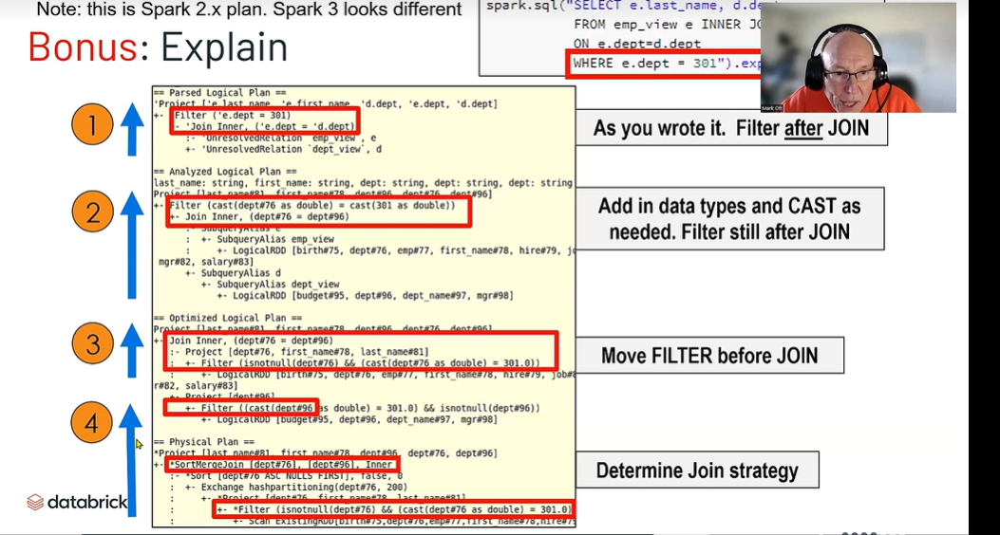 Note: this is Spark 2.x plan. Spark 3 looks different
Bonus: Explain
spark.sql("SELECT e.last_name,
FROM emp_view e INNER
ON e.dept=d.dept
WHERE e.dept = 301")
Mark Ott
1
== Parsed Logical Plan ==
'Project ['e.last_name, 'e.first_name, 'd.dept, 'e.dept, 'd.dept]
+- Filter ('e.dept = 301)
- 'Join Inner, ('e.dept = 'd.dept)
:- 'UnresolvedRelation `emp_view`, e
+- 'UnresolvedRelation `dept_view`, d
As you wrote it. Filter after JOIN
2
== Analyzed Logical Plan ==
last_name: string, first_name: string, dept: string, dept: string, dept: string
Project [last_name#81, first_name#78, dept#96, dept#76, dept#96]
+- Filter (cast(dept#76 as double) = cast(301 as double))
+- Join Inner, (dept#76 = dept#96)
:- SubqueryAlias e
: +- SubqueryAlias emp_view
: +- LogicalRDD [birth#75, dept#76, emp#77, first_name#78, hire#79,
mgr#82, salary#83]
+- SubqueryAlias d
+- SubqueryAlias dept_view
+- LogicalRDD [budget#95, dept#96, dept_name#97, mgr#98]
Add in data types and CAST as
needed. Filter still after JOIN
3
== Optimized Logical Plan ==
Project [last_name#81, first_name#78, dept#96, dept#76, dept#96]
+- Join Inner, (dept#76 = dept#96)
:- Project [dept#76, first_name#78, last_name#81]
: +- Filter (isnotnull(dept#76) && (cast(dept#76 as double) = 301.0))
: +- LogicalRDD [birth#75, dept#76, emp#77, first_name#78, hire#79,
r#82, salary#83]
+- Project [dept#96]
+- Filter ((cast(dept#96 as double) = 301.0) && isnotnull(dept#96))
+- LogicalRDD [budget#95, dept#96, dept_name#97, mgr#98]
Move FILTER before JOIN
4
== Physical Plan ==
*Project [last_name#81, first_name#78, dept#96, dept#76, dept#96]
+- *SortMergeJoin [dept#76], [dept#96], Inner
:- *Sort [dept#76 ASC NULLS FIRST], false, 0
: +- Exchange hashpartitioning(dept#76, 200)
: +- *Project [dept#76, first_name#78, last_name#81]
: +- *Filter (isnotnull(dept#76) && (cast(dept#76 as double) = 301.0)
: +- Scan ExistingRDD[birth#75,dept#76,emp#77,first_name#78,
Determine Join strategy
databrick